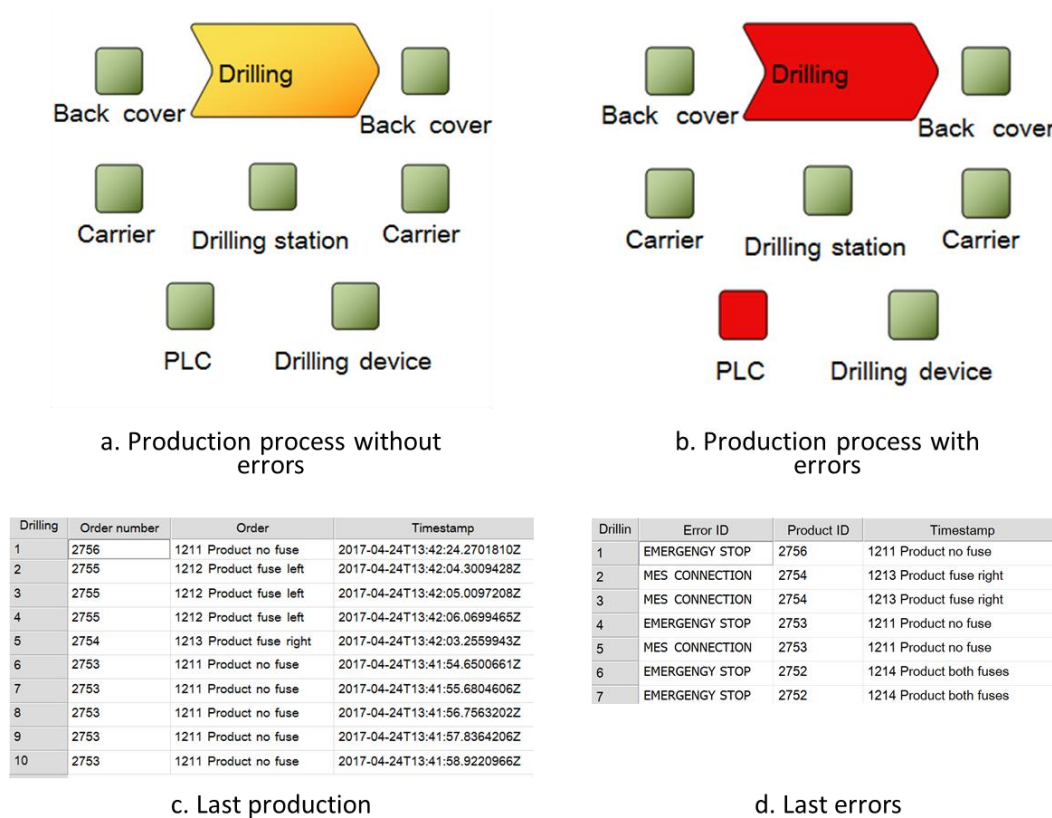 Drilling
Back cover
Back cover
Carrier
Drilling station
Carrier
PLC
Drilling device
a. Production process without
errors
Drilling
Back cover
Back cover
Carrier
Drilling station
Carrier
PLC
Drilling device
b. Production process with
errors
Drilling Order number Order Timestamp
1 2756 1211 Product no fuse 2017-04-24T13:42:24.2701810Z
2 2755 1212 Product fuse left 2017-04-24T13:42:04.3009428Z
3 2755 1212 Product fuse left 2017-04-24T13:42:05.0097208Z
4 2755 1212 Product fuse left 2017-04-24T13:42:06.0699465Z
5 2754 1213 Product fuse right 2017-04-24T13:42:03.2559943Z
6 2753 1211 Product no fuse 2017-04-24T13:41:54.6500661Z
7 2753 1211 Product no fuse 2017-04-24T13:41:55.6804606Z
8 2753 1211 Product no fuse 2017-04-24T13:41:56.7563202Z
9 2753 1211 Product no fuse 2017-04-24T13:41:57.8364206Z
10 2753 1211 Product no fuse 2017-04-24T13:41:58.9220966Z
c. Last production
Drillin Error ID Product ID Timestamp
1 EMERGENGY STOP 2756 1211 Product no fuse
2 MES CONNECTION 2754 1213 Product fuse right
3 MES CONNECTION 2754 1213 Product fuse right
4 EMERGENGY STOP 2753 1211 Product no fuse
5 MES CONNECTION 2753 1211 Product no fuse
6 EMERGENGY STOP 2752 1214 Product both fuses
7 EMERGENGY STOP 2752 1214 Product both fuses
d. Last errors